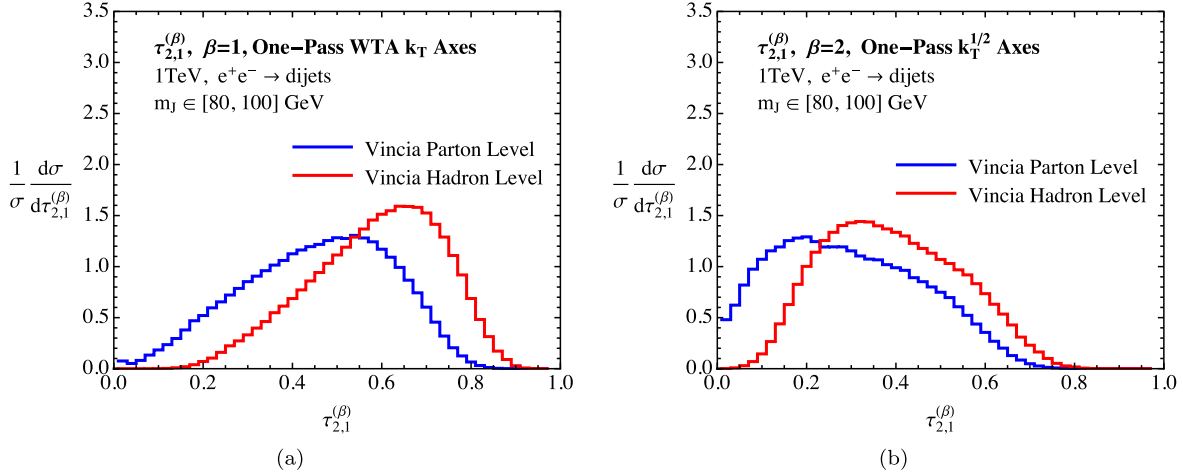 τ2,1(β), β=1, One−Pass WTA kT Axes
1TeV, e+e− → dijets
mJ ∈ [80, 100] GeV
Vincia Parton Level
Vincia Hadron Level
1/σ dσ/dτ2,1(β)
3.5
3.0
2.5
2.0
1.5
1.0
0.5
0.0
0.0 0.2 0.4 0.6 0.8 1.0
τ2,1(β)
(a)
τ2,1(β), β=2, One−Pass kT1/2 Axes
1TeV, e+e− → dijets
mJ ∈ [80, 100] GeV
Vincia Parton Level
Vincia Hadron Level
1/σ dσ/dτ2,1(β)
3.5
3.0
2.5
2.0
1.5
1.0
0.5
0.0
0.0 0.2 0.4 0.6 0.8 1.0
τ2,1(β)
(b)